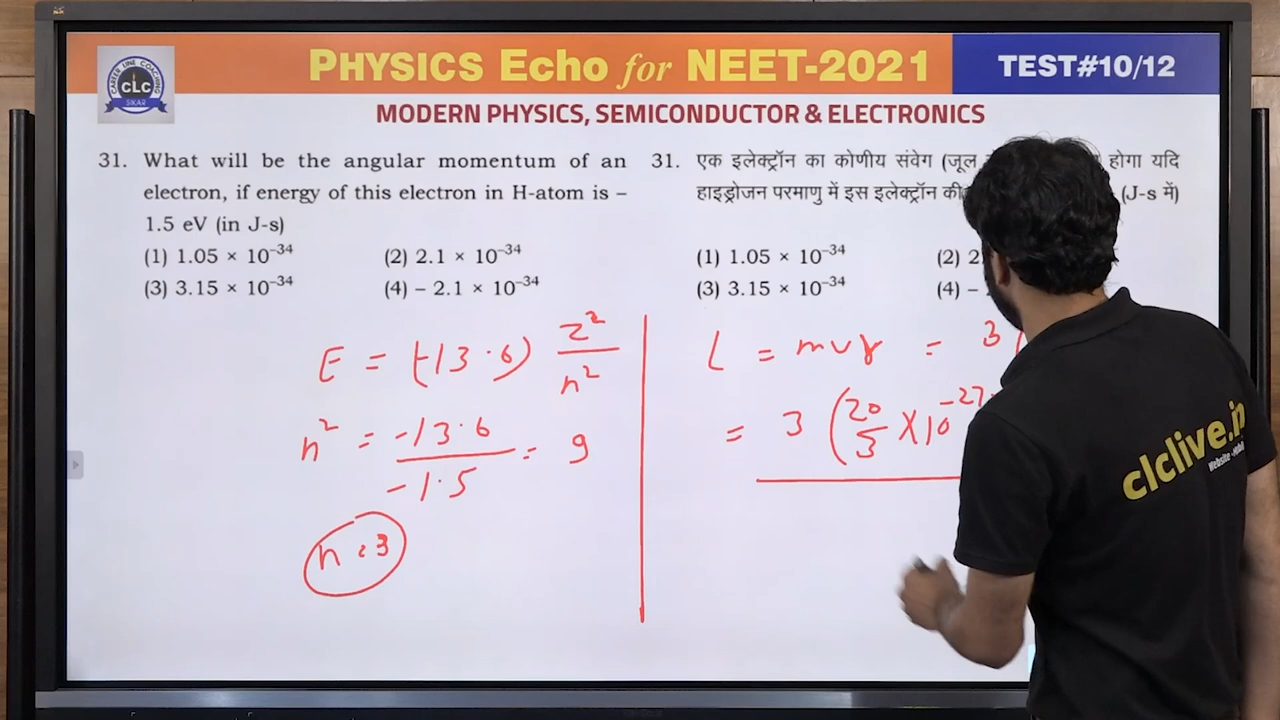 CAREER LINE COACHING
CLC
SIKAR
PHYSICS Echo for NEET-2021
TEST#10/12
MODERN PHYSICS, SEMICONDUCTOR & ELECTRONICS
31. What will be the angular momentum of an
electron, if energy of this electron in H-atom is –
1.5 eV (in J-s)
(1) 1.05 × 10⁻³⁴ (2) 2.1 × 10⁻³⁴
(3) 3.15 × 10⁻³⁴ (4) – 2.1 × 10⁻³⁴
31. एक इलेक्ट्रॉन का कोणीय संवेग (जूल होगा यदि
हाइड्रोजन परमाणु में इस इलेक्ट्रॉन की (J-s में)
(1) 1.05 × 10⁻³⁴ (2) 2
(3) 3.15 × 10⁻³⁴ (4) –
E = (-13.6) z²/n²
n² = -13.6/-1.5 = 9
n = 3
L = mvr = 3
= 3 (20/3 × 10⁻²⁷
clclive.in